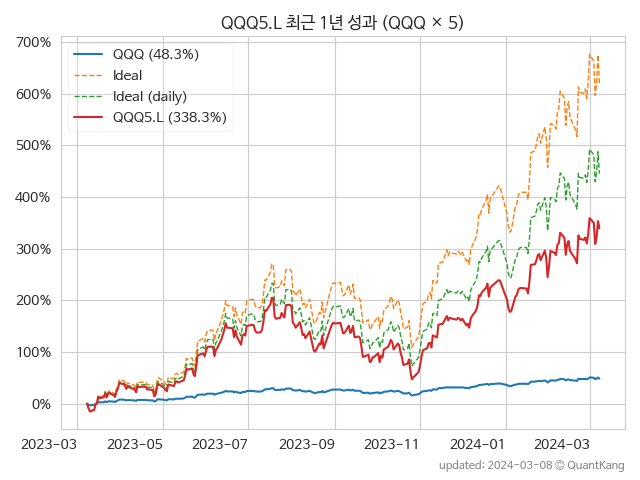 QQQ5.L 최근 1년 성과 (QQQ × 5)
700%
600%
500%
400%
300%
200%
100%
0%
QQQ (48.3%)
Ideal
Ideal (daily)
QQQ5.L (338.3%)
2023-03 2023-05 2023-07 2023-09 2023-11 2024-01 2024-03
updated: 2024-03-08 © QuantKang